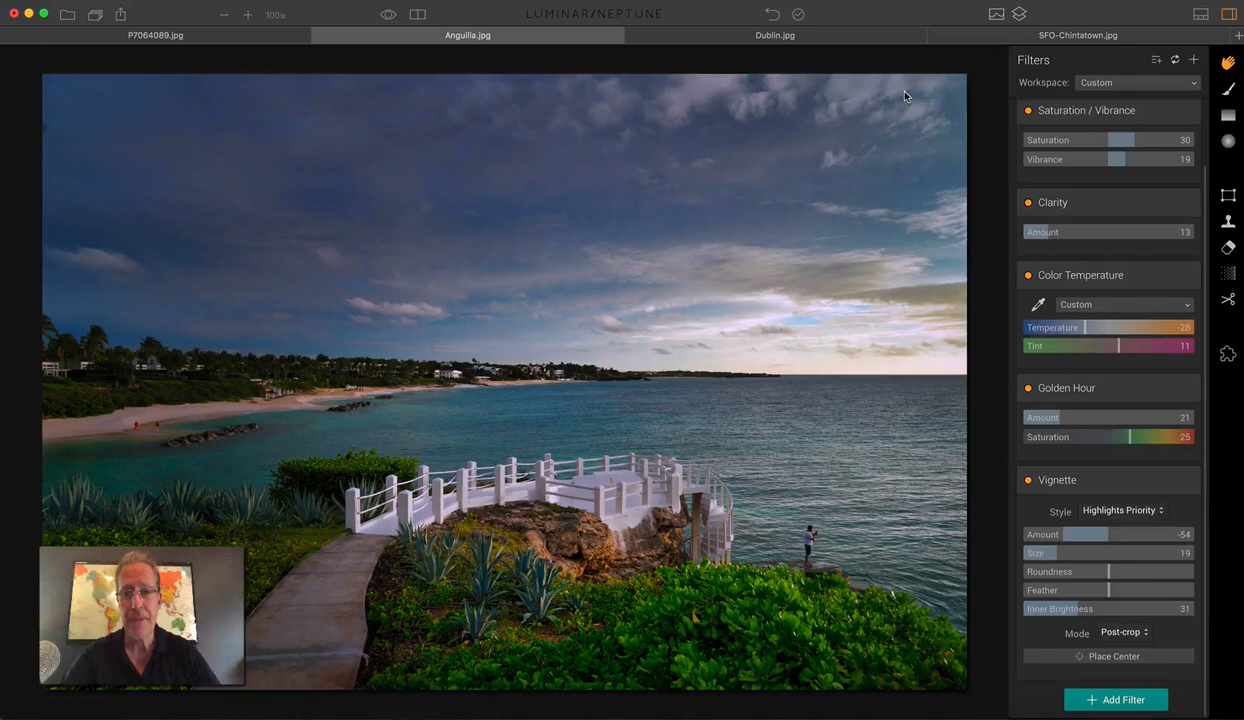 100%
LUMINAR/NEPTUNE
P7064089.jpg
Anguilla.jpg
Dublin.jpg
SFO-Chintatown.jpg
Filters
Workspace: Custom
Saturation / Vibrance
Saturation 30
Vibrance 19
Clarity
Amount 13
Color Temperature
Custom
Temperature -28
Tint 11
Golden Hour
Amount 21
Saturation 25
Vignette
Style Highlights Priority
Amount -54
Size 19
Roundness
Feather
Inner Brightness 31
Mode Post-crop
Place Center
+ Add Filter